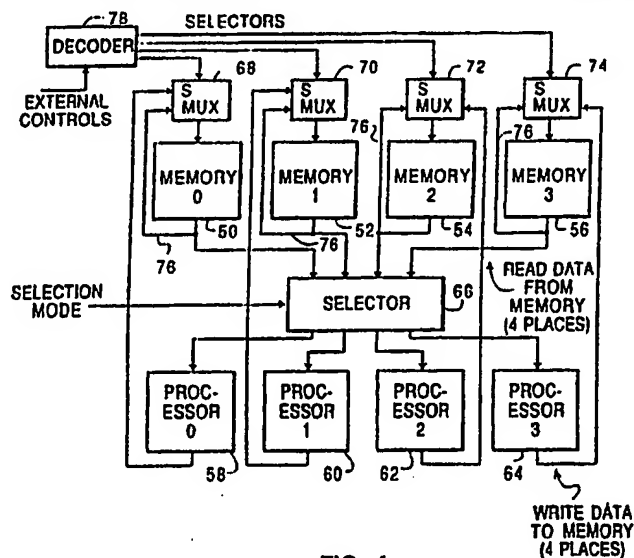 78
SELECTORS
DECODER
EXTERNAL
CONTROLS
68
S
MUX
70
S
MUX
72
S
MUX
74
S
MUX
76
76
MEMORY
0
MEMORY
1
MEMORY
2
MEMORY
3
76
50
76
52
54
56
SELECTION
MODE
SELECTOR
66
READ DATA
FROM
MEMORY
(4 PLACES)
PROC-
ESSOR
0
PROC-
ESSOR
1
PROC-
ESSOR
2
PROC-
ESSOR
3
58
60
62
64
WRITE DATA
TO MEMORY
(4 PLACES)